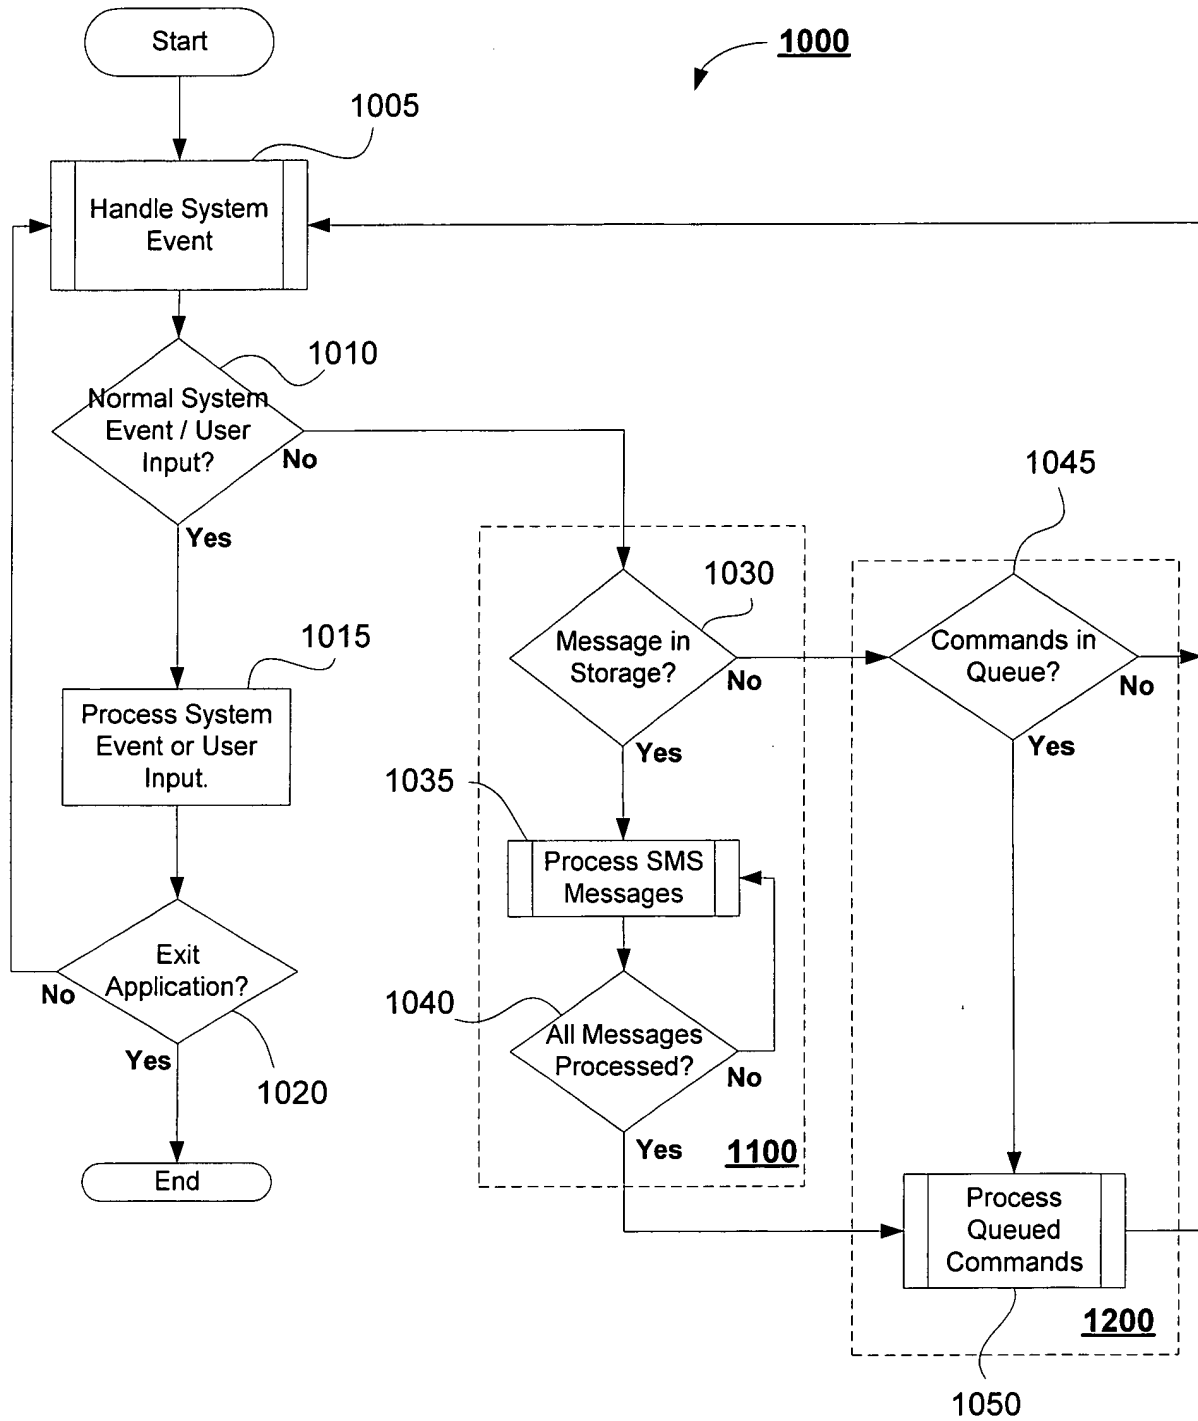 Start
1000
1005
Handle System
Event
1010
Normal System
Event / User
Input?
No
Yes
1045
1030
Message in
Storage?
No
Yes
Commands in
Queue?
No
Yes
1015
Process System
Event or User
Input.
1035
Process SMS
Messages
Exit
Application?
No
Yes
1020
1040
All Messages
Processed?
No
Yes
1100
End
Process
Queued
Commands
1200
1050